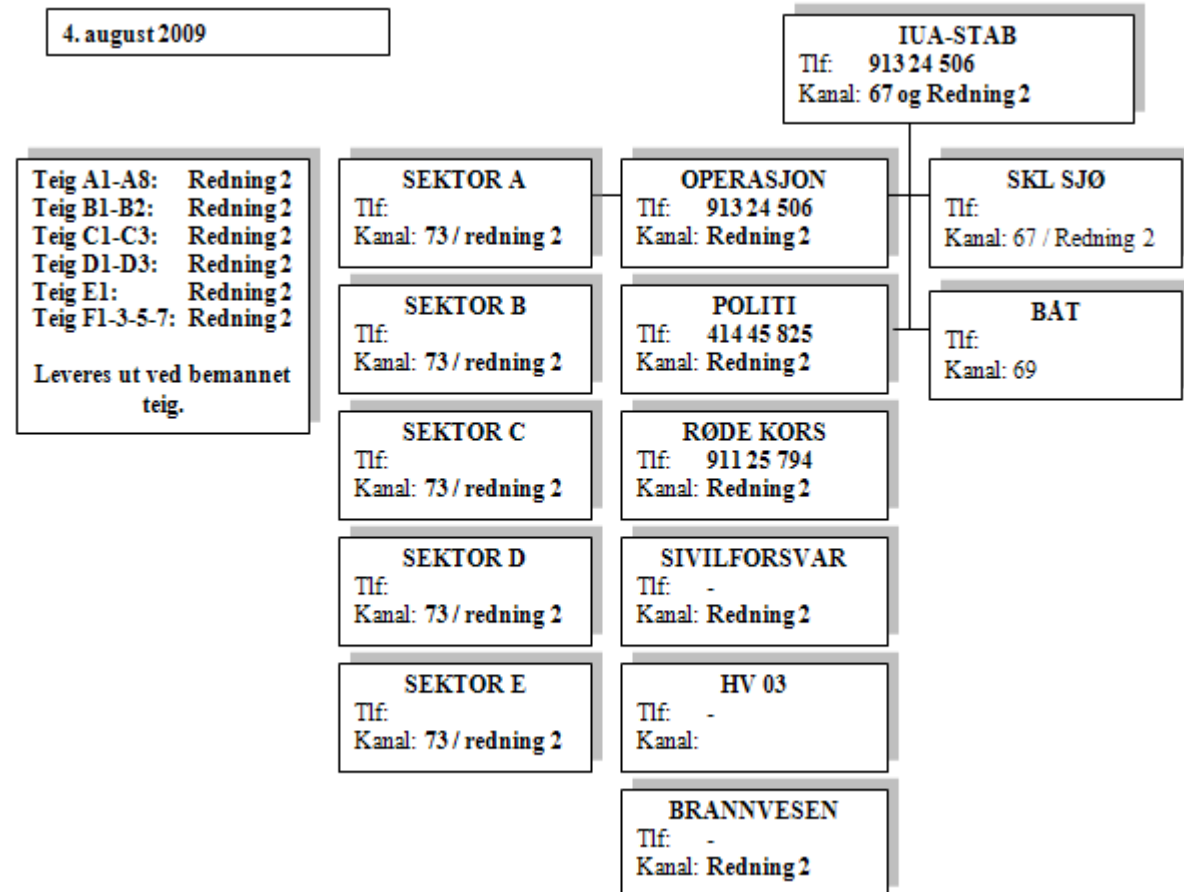 4. august 2009
IUA-STAB
Tlf: 913 24 506
Kanal: 67 og Redning 2
Teig A1-A8: Redning 2
Teig B1-B2: Redning 2
Teig C1-C3: Redning 2
Teig D1-D3: Redning 2
Teig E1: Redning 2
Teig F1-3-5-7: Redning 2
Leveres ut ved bemannet
teig.
SEKTOR A
Tlf:
Kanal: 73 / redning 2
SEKTOR B
Tlf:
Kanal: 73 / redning 2
SEKTOR C
Tlf:
Kanal: 73 / redning 2
SEKTOR D
Tlf:
Kanal: 73 / redning 2
SEKTOR E
Tlf:
Kanal: 73 / redning 2
OPERASJON
Tlf: 913 24 506
Kanal: Redning 2
POLITI
Tlf: 414 45 825
Kanal: Redning 2
RØDE KORS
Tlf: 911 25 794
Kanal: Redning 2
SIVILFORSVAR
Tlf: -
Kanal: Redning 2
HV 03
Tlf: -
Kanal:
BRANNVESEN
Tlf: -
Kanal: Redning 2
SKL SJØ
Tlf:
Kanal: 67 / Redning 2
BÅT
Tlf:
Kanal: 69